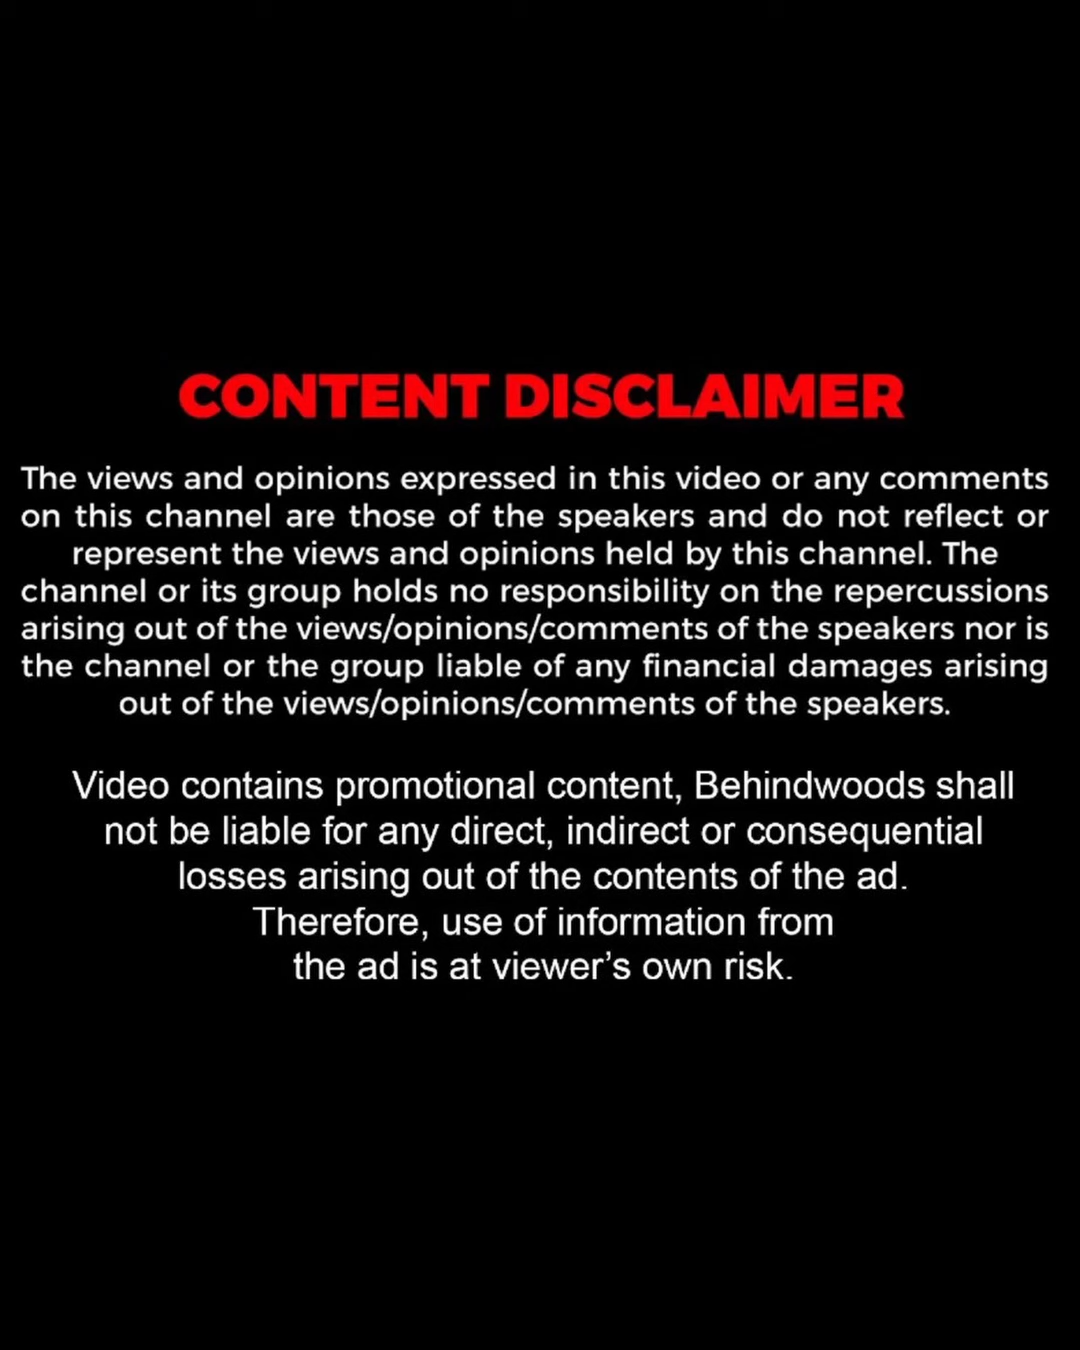 CONTENT DISCLAIMER
The views and opinions expressed in this video or any comments
on this channel are those of the speakers and do not reflect or
represent the views and opinions held by this channel. The
channel or its group holds no responsibility on the repercussions
arising out of the views/opinions/comments of the speakers nor is
the channel or the group liable of any financial damages arising
out of the views/opinions/comments of the speakers.
Video contains promotional content, Behindwoods shall
not be liable for any direct, indirect or consequential
losses arising out of the contents of the ad.
Therefore, use of information from
the ad is at viewer’s own risk.